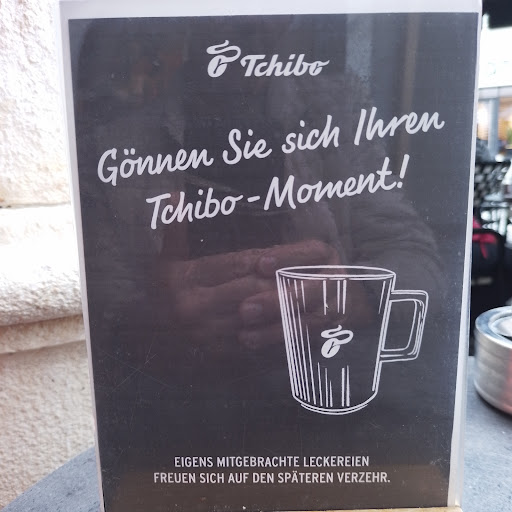 Tchibo
Gönnen Sie sich Ihren
Tchibo-Moment!
EIGENS MITGEBRACHTE LECKEREIEN
FREUEN SICH AUF DEN SPÄTEREN VERZEHR.